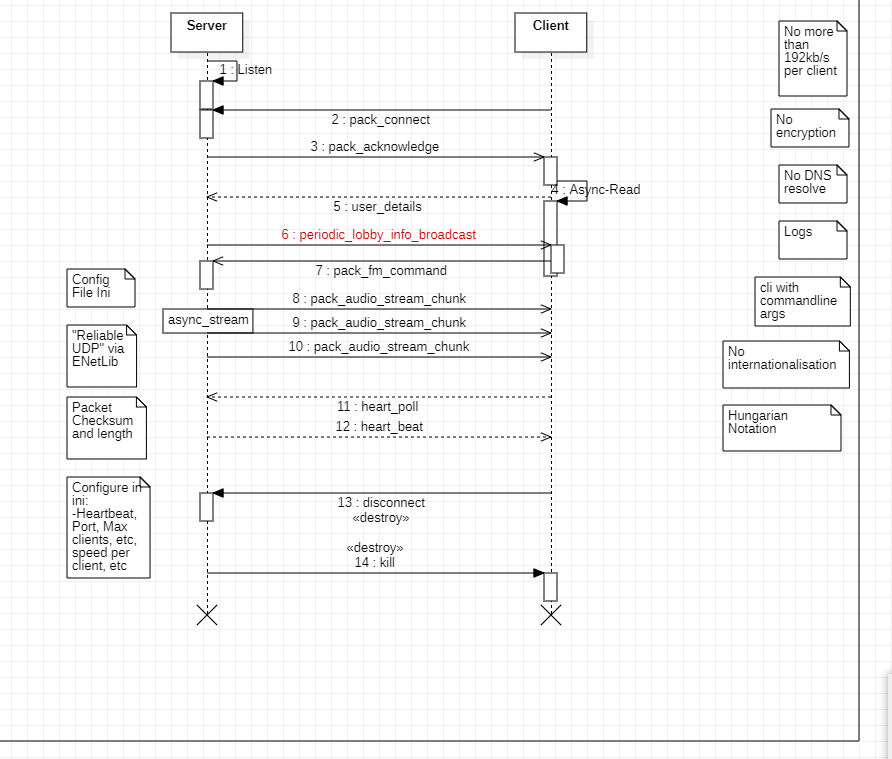 Server
Client
No more
than
192kb/s
per client
1 : Listen
2 : pack_connect
No
encryption
3 : pack_acknowledge
No DNS
resolve
4 : Async-Read
5 : user_details
6 : periodic_lobby_info_broadcast
Logs
7 : pack_fm_command
Config
File Ini
cli with
commandline
args
8 : pack_audio_stream_chunk
async_stream
9 : pack_audio_stream_chunk
"Reliable
UDP" via
ENetLib
10 : pack_audio_stream_chunk
No
internationalisation
11 : heart_poll
Packet
Checksum
and length
12 : heart_beat
Hungarian
Notation
Configure in
ini:
-Heartbeat,
Port, Max
clients, etc,
speed per
client, etc
13 : disconnect
«destroy»
«destroy»
14 : kill